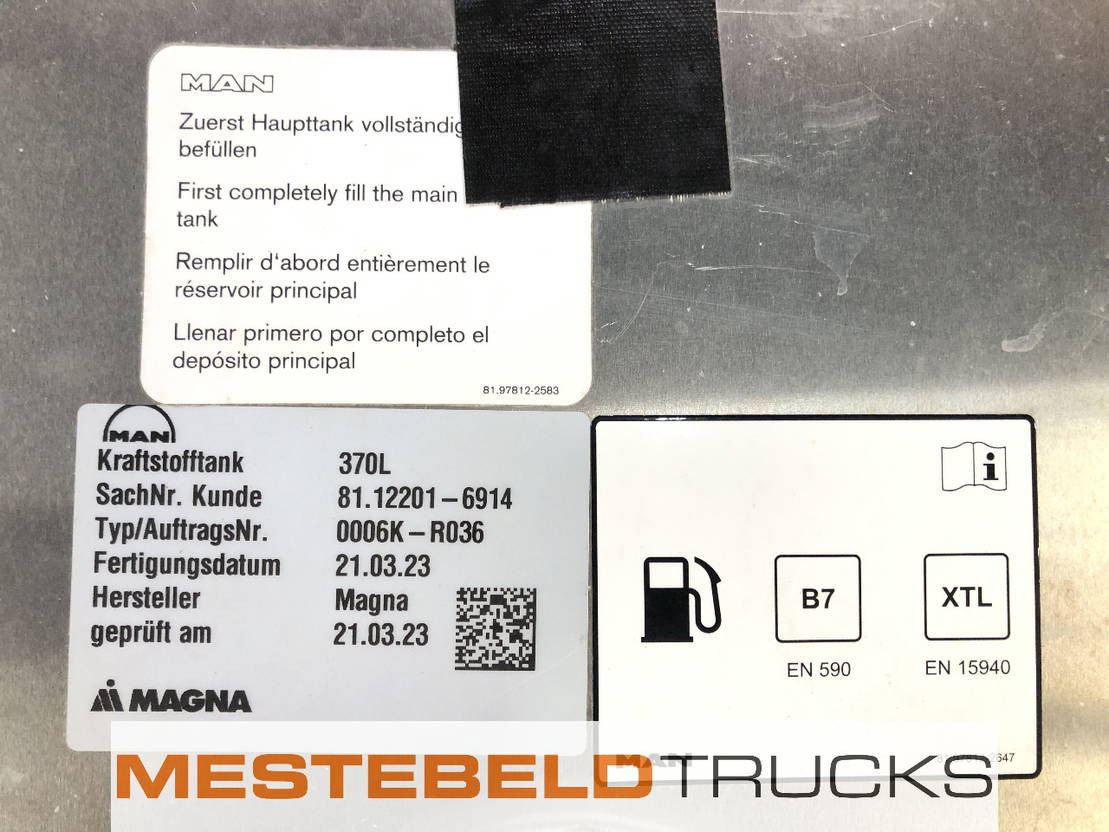 MAN
Zuerst Haupttank vollständig
befüllen
First completely fill the main
tank
Remplir d'abord entièrement le
réservoir principal
Llenar primero por completo el
depósito principal
81.97812-2583
MAN
Kraftstofftank 370L
SachNr. Kunde 81.12201-6914
Typ/AuftragsNr. 0006K-R036
Fertigungsdatum 21.03.23
Hersteller Magna
geprüft am 21.03.23
MAGNA
i
B7 XTL
EN 590 EN 15940
MAN
MESTEBELDTRUCKS